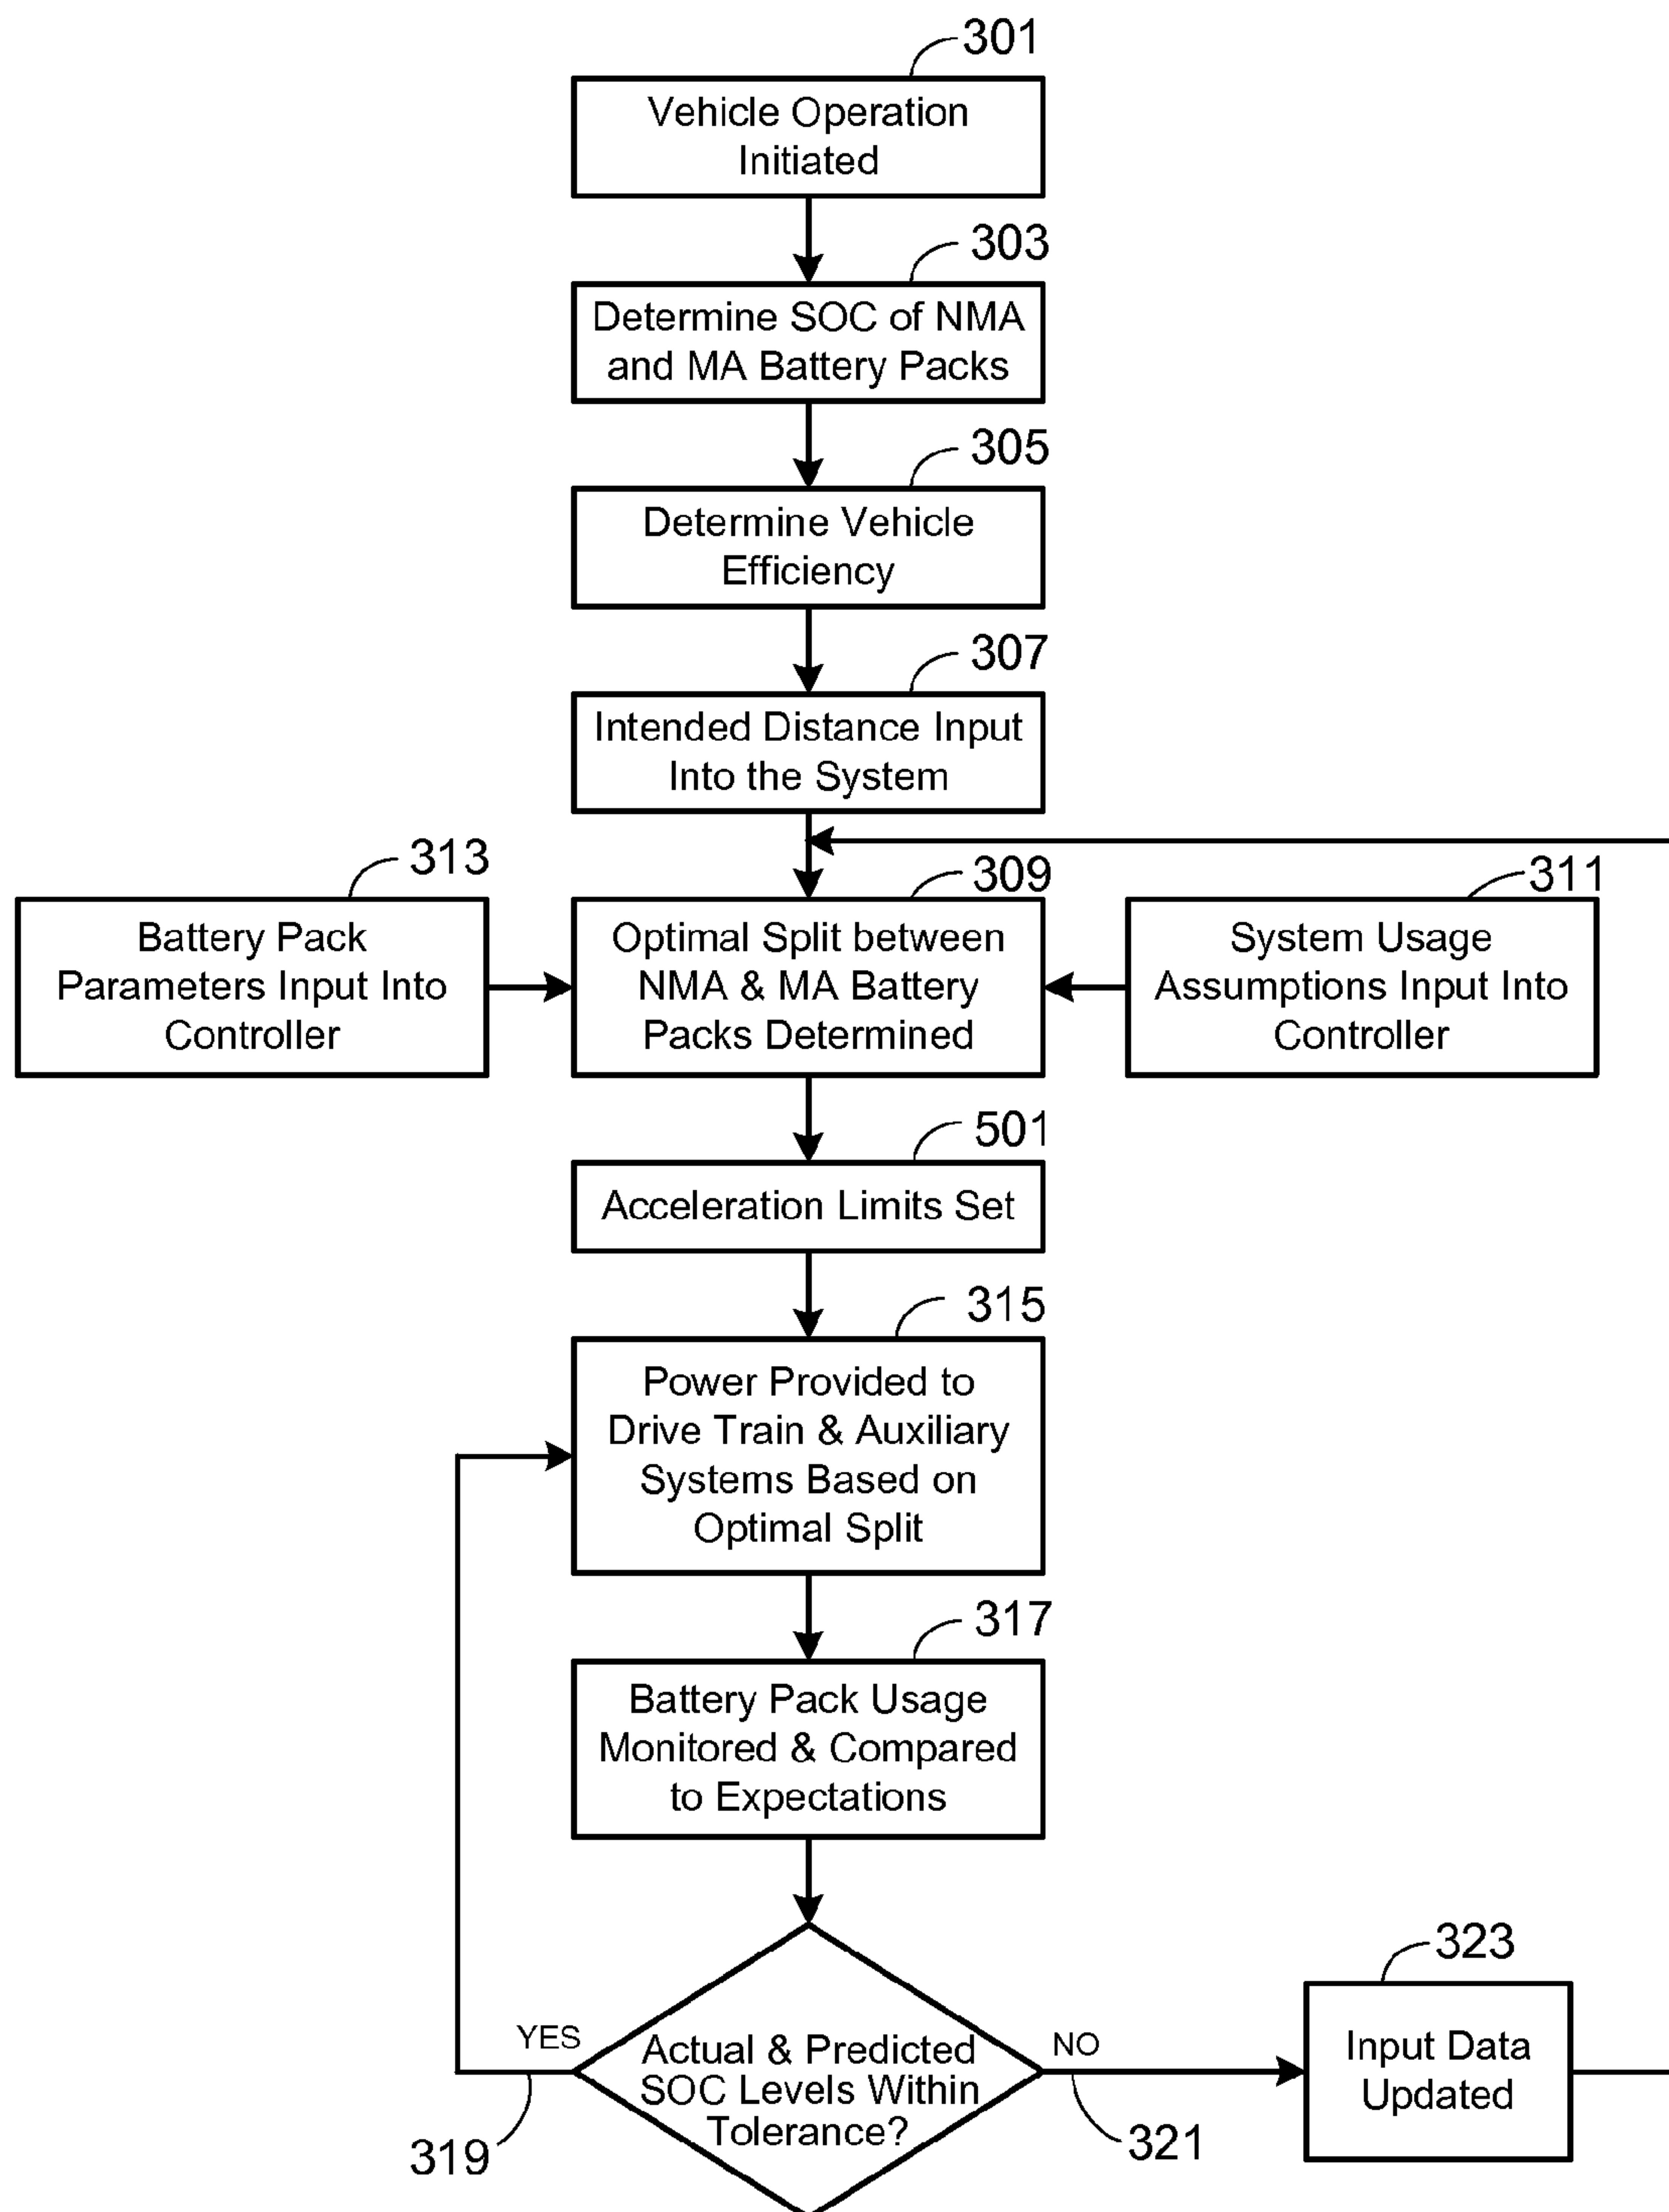 301
Vehicle Operation
Initiated
303
Determine SOC of NMA
and MA Battery Packs
305
Determine Vehicle
Efficiency
307
Intended Distance Input
Into the System
313
Battery Pack
Parameters Input Into
Controller
309
Optimal Split between
NMA & MA Battery
Packs Determined
311
System Usage
Assumptions Input Into
Controller
501
Acceleration Limits Set
315
Power Provided to
Drive Train & Auxiliary
Systems Based on
Optimal Split
317
Battery Pack Usage
Monitored & Compared
to Expectations
YES
319
Actual & Predicted
SOC Levels Within
Tolerance?
NO
321
323
Input Data
Updated